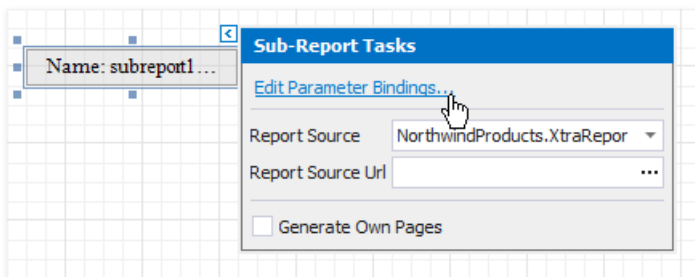 Name: subreport1...
Sub-Report Tasks
Edit Parameter Bindings...
Report Source NorthwindProducts.XtraRepor
Report Source Url ...
Generate Own Pages